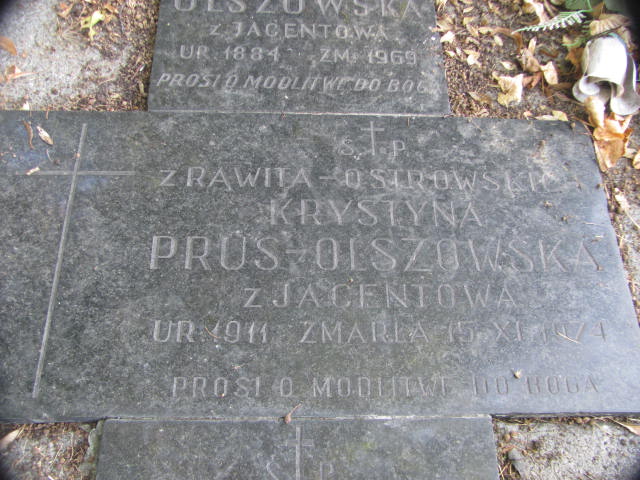 OLSZOWSKA
Z JACENTOWA
UR 1884 ZM. 1969
PROSI O MODLITWĘ DO BOGA
Ś † P
Z RAWITA-OSTROWSKICH
KRYSTYNA
PRUS-OLSZOWSKA
Z JACENTOWA
UR. 1911 ZMARŁA 15 XI 1974
PROSI O MODLITWĘ DO BOGA
Ś † P